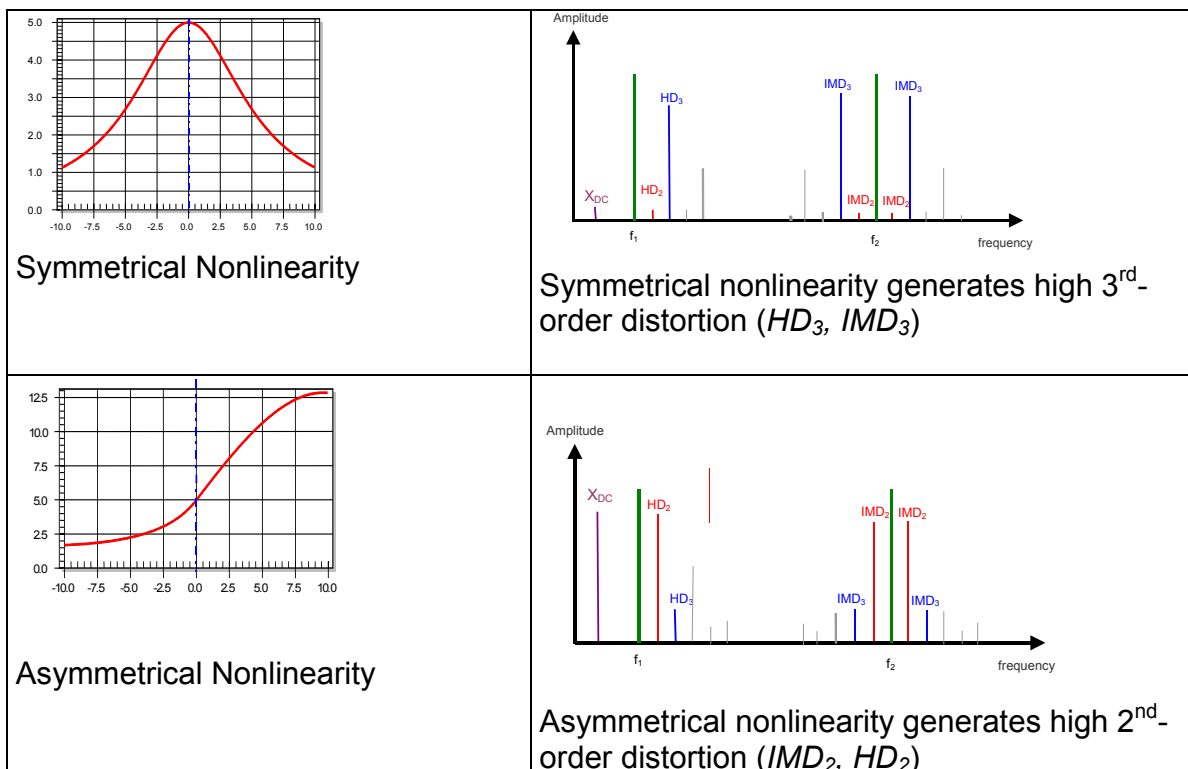 5.0
4.0
3.0
2.0
1.0
0.0
-10.0 -7.5 -5.0 -2.5 0.0 2.5 5.0 7.5 10.0
Symmetrical Nonlinearity
Amplitude
HD3 IMD3 IMD3
XDC HD2 IMD2 IMD2
f1 f2 frequency
Symmetrical nonlinearity generates high 3rd-
order distortion (HD3, IMD3)
12.5
10.0
7.5
5.0
2.5
0.0
-10.0 -7.5 -5.0 -2.5 0.0 2.5 5.0 7.5 10.0
Asymmetrical Nonlinearity
Amplitude
XDC HD2 IMD2 IMD2
HD3 IMD3 IMD3
f1 f2 frequency
Asymmetrical nonlinearity generates high 2nd-
order distortion (IMD2, HD2)